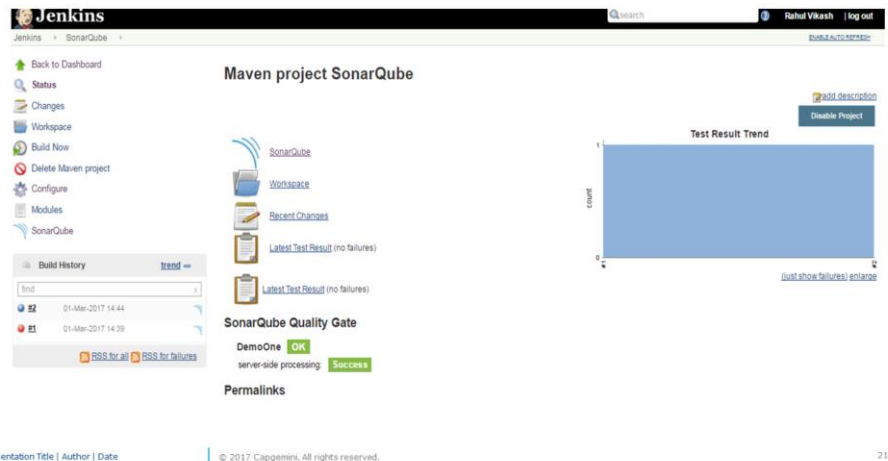 Jenkins
search
Rahul Vikash | log out
Jenkins › SonarQube ›
ENABLE AUTO REFRESH
Back to Dashboard
Status
Changes
Workspace
Build Now
Delete Maven project
Configure
Modules
SonarQube
Build History trend
find x
#2 01-Mar-2017 14:44
#1 01-Mar-2017 14:39
RSS for all RSS for failures
Maven project SonarQube
SonarQube
Workspace
Recent Changes
Latest Test Result (no failures)
Latest Test Result (no failures)
SonarQube Quality Gate
DemoOne OK
server-side processing: Success
Permalinks
add description
Disable Project
Test Result Trend
count
1
0
#1
#2
(just show failures) enlarge
entation Title | Author | Date
© 2017 Capgemini. All rights reserved.
21